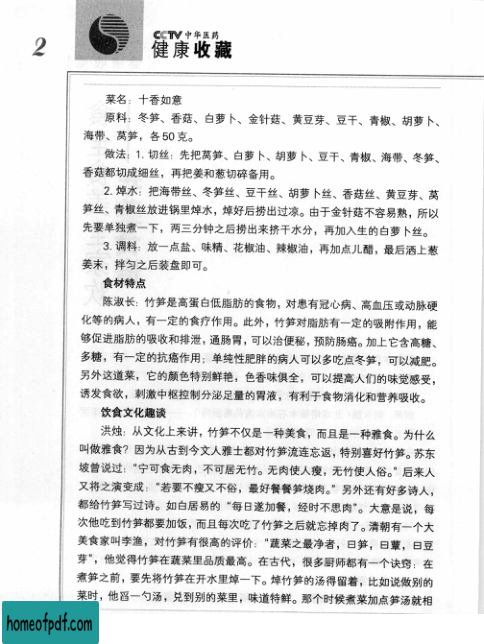 2
CCTV中华医药
健康收藏
菜名：十香如意
原料：冬笋、香菇、白萝卜、金针菇、黄豆芽、豆干、青椒、胡萝卜、
海带、莴笋，各50克。
做法：1. 切丝：先把莴笋、白萝卜、胡萝卜、豆干、青椒、海带、冬笋、
香菇都切成细丝，再把姜和葱切碎备用。
2. 焯水：把海带丝、冬笋丝、豆干丝、胡萝卜丝、香菇丝、黄豆芽、莴
笋丝、青椒丝放进锅里焯水，焯好后捞出过凉。由于金针菇不容易熟，所以
先要单独煮一下，两三分钟之后捞出来挤干水分，再加入生的白萝卜丝。
3. 调料：放一点盐、味精、花椒油、辣椒油，再加点儿醋，最后洒上葱
姜末，拌匀之后装盘即可。
食材特点
陈淑长：竹笋是高蛋白低脂肪的食物，对患有冠心病、高血压或动脉硬
化等的病人，有一定的食疗作用。此外，竹笋对脂肪有一定的吸附作用，能
够促进脂肪的吸收和排泄，通肠胃，可以治便秘，预防肠癌。加上它含高糖、
多糖，有一定的抗癌作用；单纯性肥胖的病人可以多吃点冬笋，可以减肥。
另外这道菜，它的颜色特别鲜艳，色香味俱全，可以提高人们的味觉感受，
诱发食欲，刺激中枢控制分泌足量的胃液，有利于食物消化和营养吸收。
饮食文化趣谈
洪烛：从文化上来讲，竹笋不仅是一种美食，而且是一种雅食。为什么
叫做雅食？因为从古到今文人雅士都对竹笋流连忘返，特别喜好竹笋。苏东
坡曾说过：“宁可食无肉，不可居无竹。无肉使人瘦，无竹使人俗。”后来人
又将之演变成：“若要不瘦又不俗，最好餐餐笋烧肉。”另外还有好多诗人，
都给竹笋写过诗。如白居易的“每日遂加餐，经时不思肉”。大意是说，每
次他吃到竹笋都要加饭，而且每次吃了竹笋之后就忘掉肉了。清朝有一个大
美食家叫李渔，对竹笋有很高的评价：“蔬菜之最净者，曰笋，曰蕈，曰豆
芽”，他觉得竹笋在蔬菜里品质最高。在古代，很多厨师都有一个诀窍：在
煮笋之前，要先将竹笋在开水里焯一下。焯竹笋的汤得留着，比如说做别的
菜时，他舀一勺汤，兑到别的菜里，味道特鲜。那个时候煮菜加点笋汤就相
homeofpdf.com